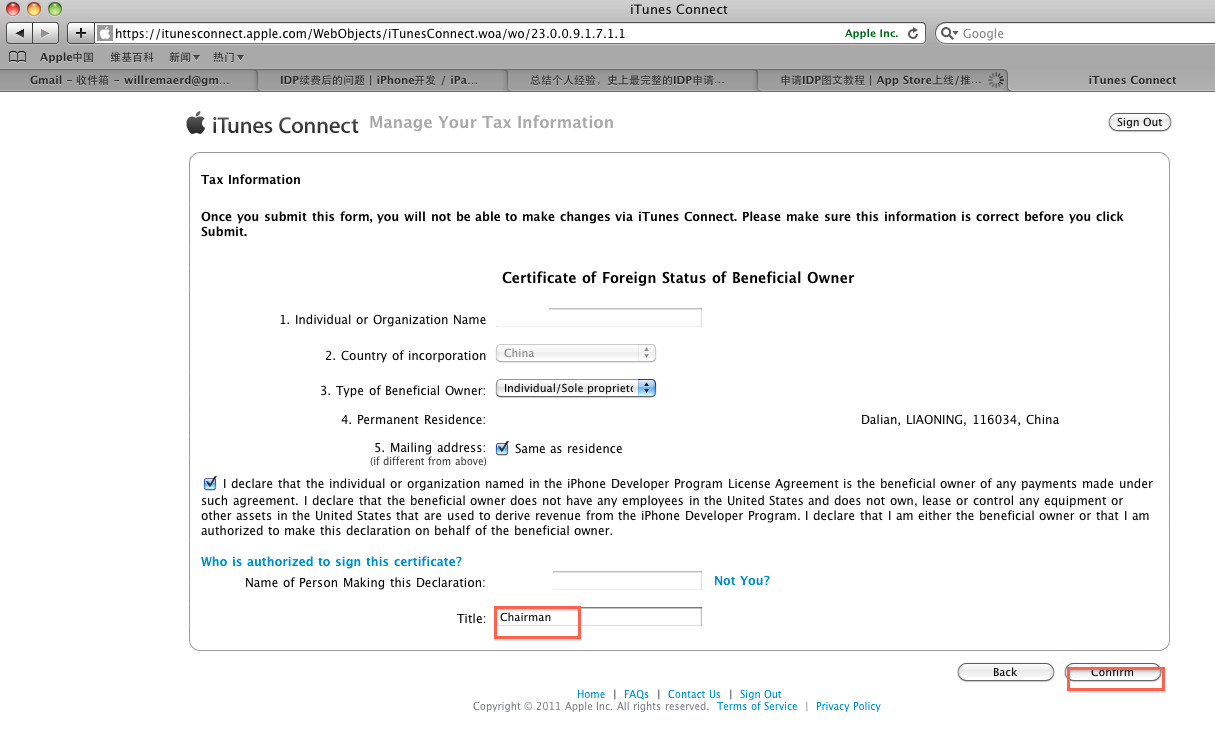 iTunes Connect
https://itunesconnect.apple.com/WebObjects/iTunesConnect.woa/wo/23.0.0.9.1.7.1.1 Apple Inc. Google
Apple中国 维基百科 新闻 热门
Gmail – 收件箱 – willremaerd@gm... IDP续费后的问题 | iPhone开发 / iPa... 总结个人经验，史上最完整的IDP申请... 申请IDP图文教程 | App Store上线/推... iTunes Connect
iTunes Connect Manage Your Tax Information Sign Out
Tax Information
Once you submit this form, you will not be able to make changes via iTunes Connect. Please make sure this information is correct before you click
Submit.
Certificate of Foreign Status of Beneficial Owner
1. Individual or Organization Name
2. Country of incorporation China
3. Type of Beneficial Owner: Individual/Sole proprieto
4. Permanent Residence: Dalian, LIAONING, 116034, China
5. Mailing address: Same as residence
(if different from above)
I declare that the individual or organization named in the iPhone Developer Program License Agreement is the beneficial owner of any payments made under
such agreement. I declare that the beneficial owner does not have any employees in the United States and does not own, lease or control any equipment or
other assets in the United States that are used to derive revenue from the iPhone Developer Program. I declare that I am either the beneficial owner or that I am
authorized to make this declaration on behalf of the beneficial owner.
Who is authorized to sign this certificate?
Name of Person Making this Declaration: Not You?
Title: Chairman
Back Confirm
Home | FAQs | Contact Us | Sign Out
Copyright © 2011 Apple Inc. All rights reserved. Terms of Service | Privacy Policy